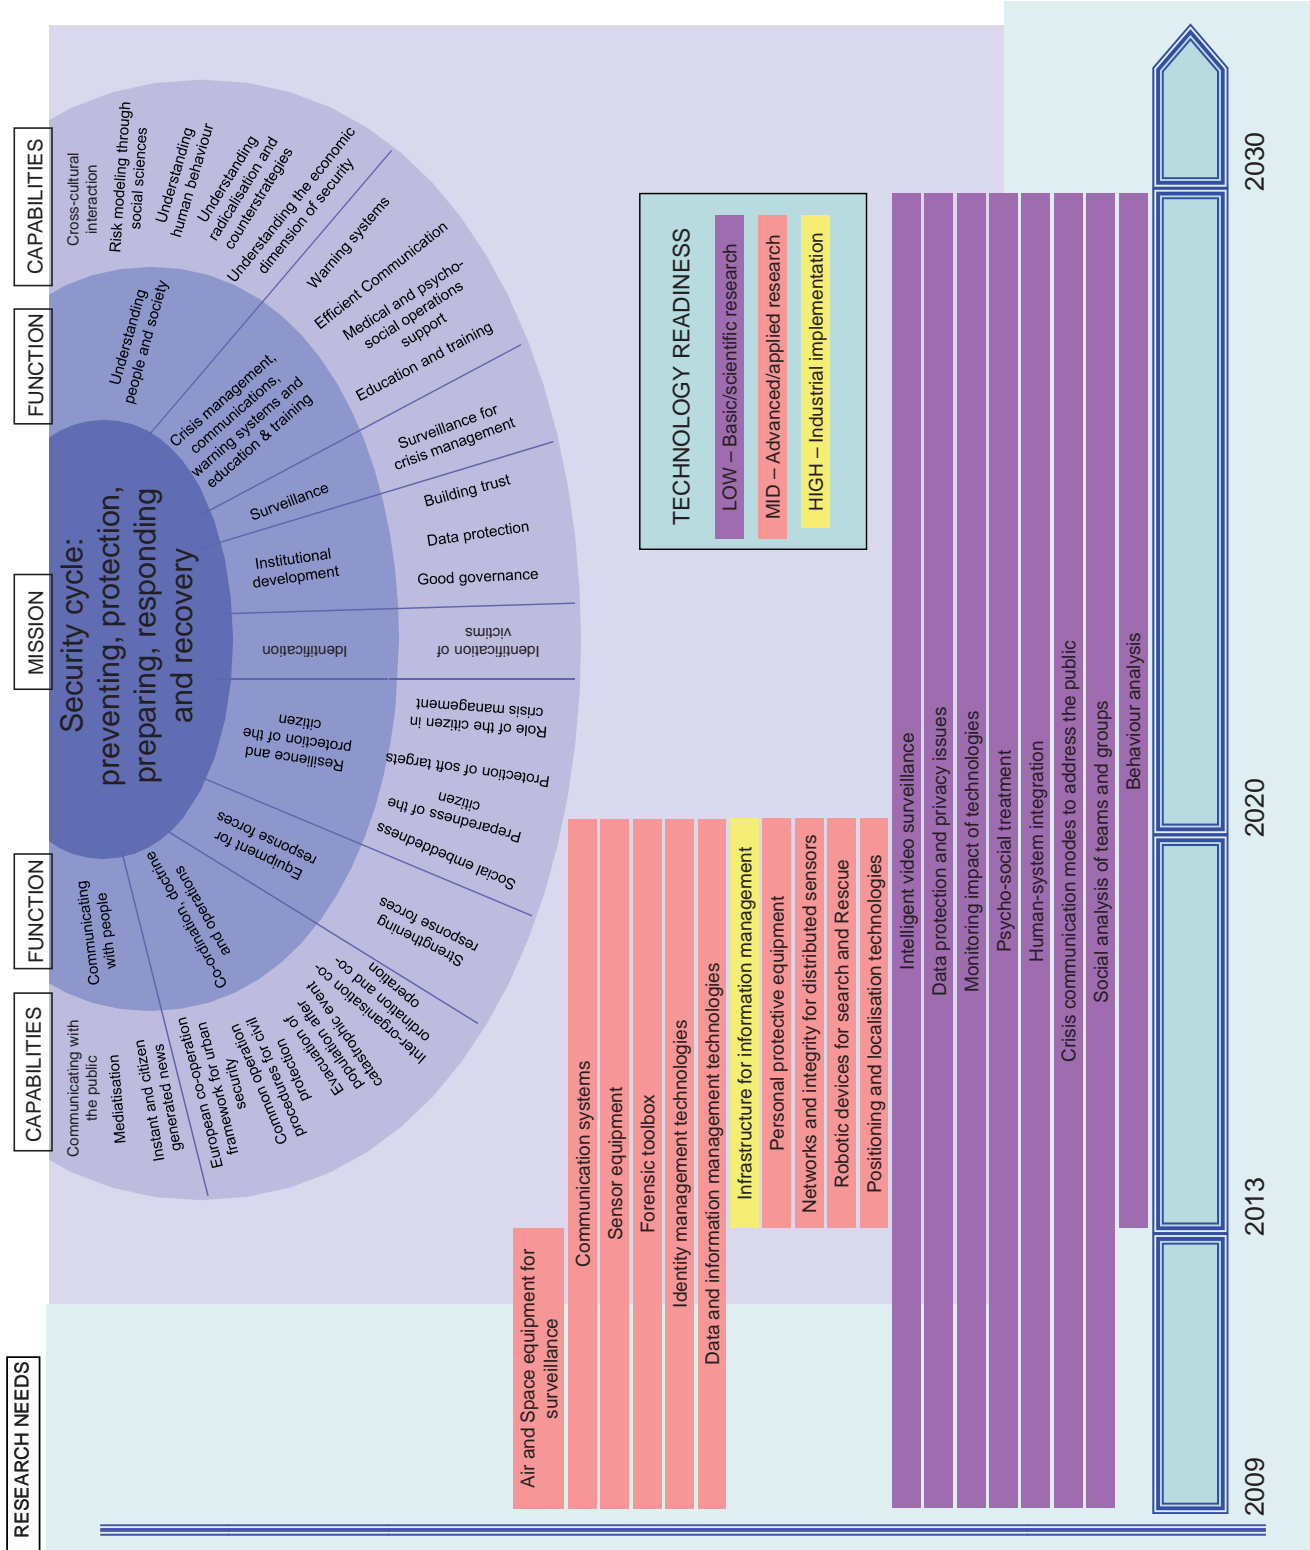 RESEARCH NEEDS
CAPABILITIES
FUNCTION
MISSION
FUNCTION
CAPABILITIES
Security cycle:
preventing, protection,
preparing, responding
and recovery
Communicating
with people
Co-ordination, doctrine
and operations
Equipment for
response forces
Resilience and
protection of the
citizen
Identification
Institutional
development
Surveillance
Crisis management,
communications,
warning systems and
education & training
Understanding
people and society
Communicating with
the public
Mediatisation
Instant and citizen
generated news
European co-operation
framework for urban
security
Common operation
procedures for civil
protection
Evacuation of
population after
catastrophic event
Inter-organisation co-
ordination and co-
operation
Strengthening
response forces
Social embeddedness
Preparedness of the
citizen
Protection of soft targets
Role of the citizen in
crisis management
Identification of
victims
Good governance
Data protection
Building trust
Surveillance for
crisis management
Education and training
Medical and psycho-
social operations
support
Efficient Communication
Warning systems
Understanding the economic
dimension of security
Understanding
radicalisation and
counterstrategies
Understanding
human behaviour
Risk modeling through
social sciences
Cross-cultural
interaction
TECHNOLOGY READINESS
LOW – Basic/scientific research
MID – Advanced/applied research
HIGH – Industrial implementation
Air and Space equipment for
surveillance
Communication systems
Sensor equipment
Forensic toolbox
Identity management technologies
Data and information management technologies
Infrastructure for information management
Personal protective equipment
Networks and integrity for distributed sensors
Robotic devices for search and Rescue
Positioning and localisation technologies
Intelligent video surveillance
Data protection and privacy issues
Monitoring impact of technologies
Psycho-social treatment
Human-system integration
Crisis communication modes to address the public
Social analysis of teams and groups
Behaviour analysis
2009
2013
2020
2030